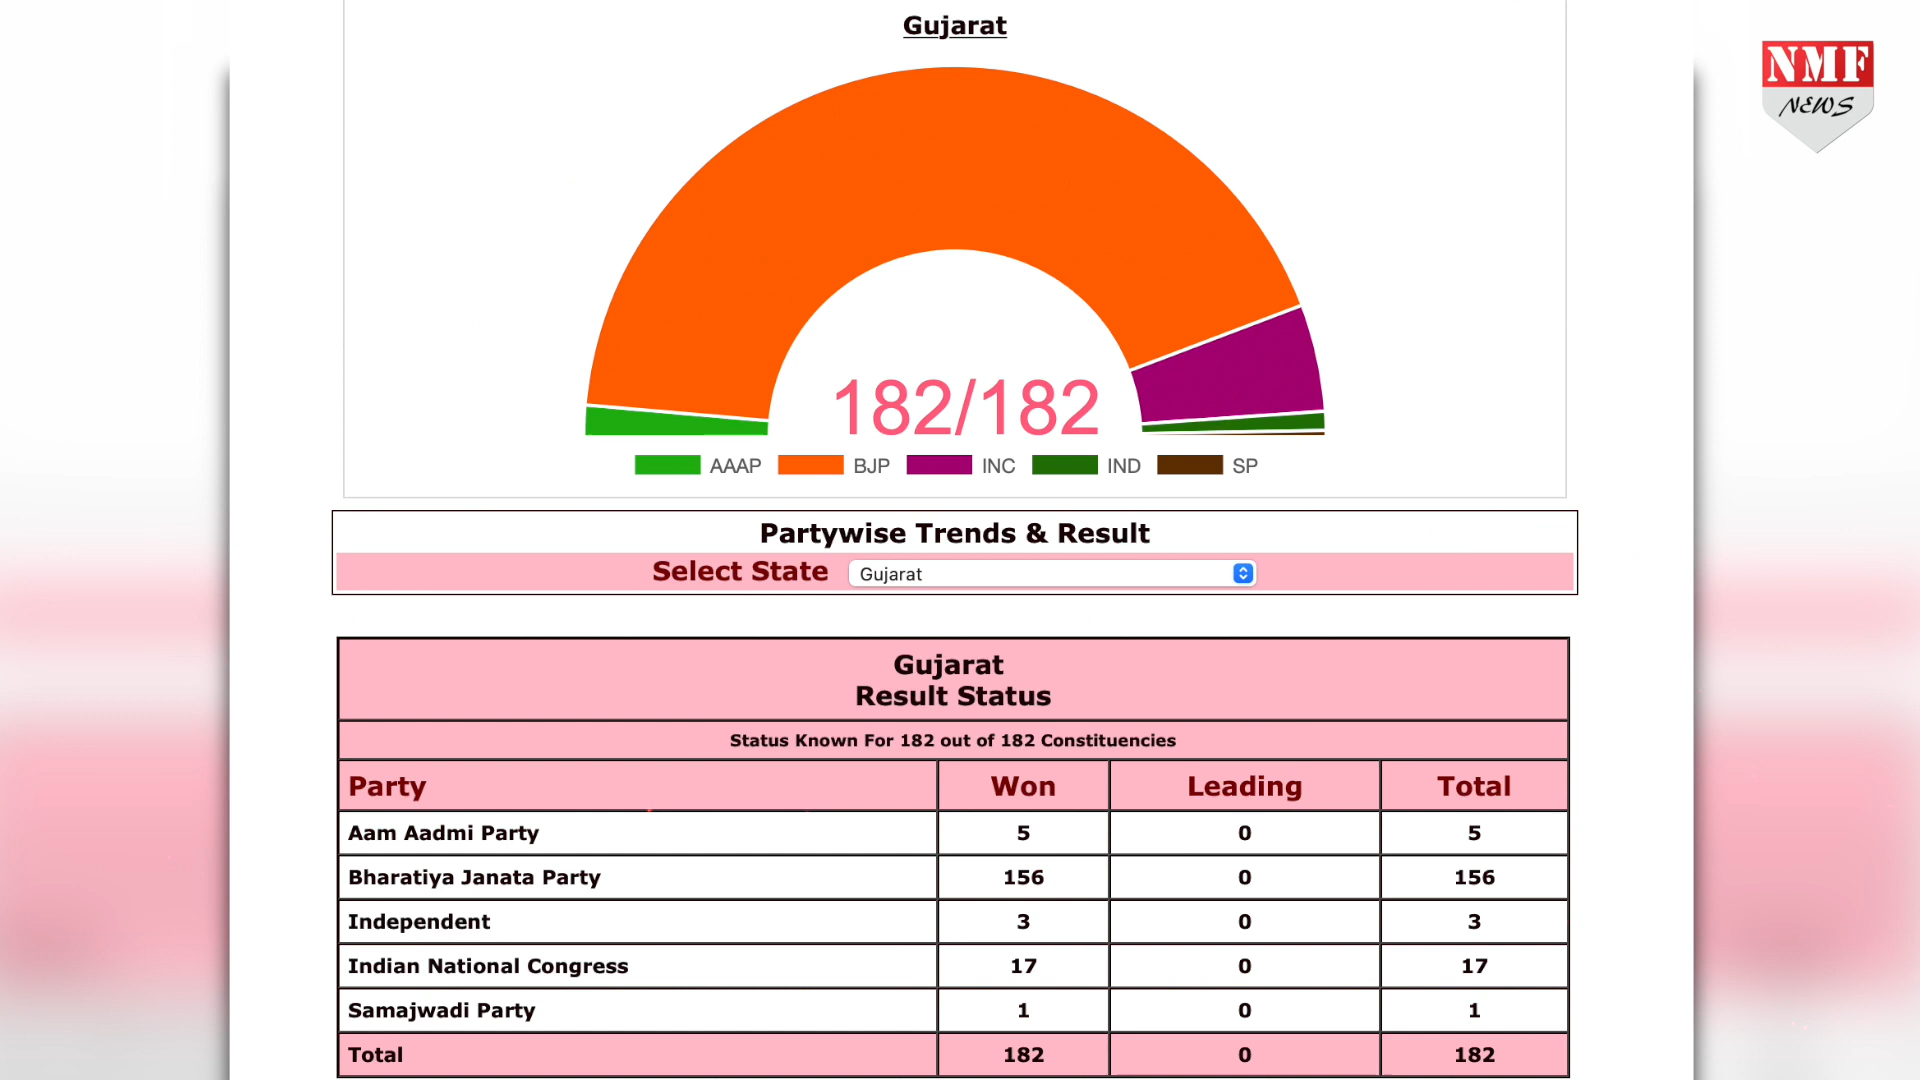 Gujarat
NMF
NEWS
182/182
AAAP BJP INC IND SP
Partywise Trends & Result
Select State Gujarat
Gujarat
Result Status
Status Known For 182 out of 182 Constituencies
Party Won Leading Total
Aam Aadmi Party 5 0 5
Bharatiya Janata Party 156 0 156
Independent 3 0 3
Indian National Congress 17 0 17
Samajwadi Party 1 0 1
Total 182 0 182